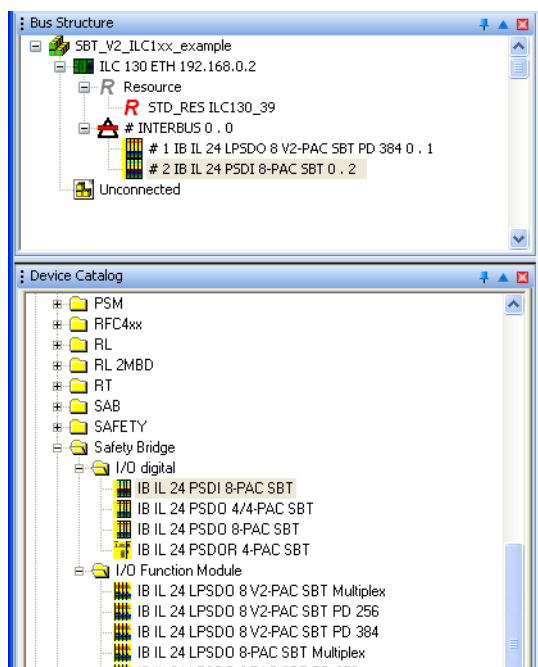 Bus Structure
SBT_V2_ILC1xx_example
ILC 130 ETH 192.168.0.2
R Resource
R STD_RES ILC130_39
# INTERBUS 0 . 0
# 1 IB IL 24 LPSDO 8 V2-PAC SBT PD 384 0 . 1
# 2 IB IL 24 PSDI 8-PAC SBT 0 . 2
Unconnected
Device Catalog
PSM
RFC4xx
RL
RL 2MBD
RT
SAB
SAFETY
Safety Bridge
I/O digital
IB IL 24 PSDI 8-PAC SBT
IB IL 24 PSDO 4/4-PAC SBT
IB IL 24 PSDO 8-PAC SBT
IB IL 24 PSDOR 4-PAC SBT
I/O Function Module
IB IL 24 LPSDO 8 V2-PAC SBT Multiplex
IB IL 24 LPSDO 8 V2-PAC SBT PD 256
IB IL 24 LPSDO 8 V2-PAC SBT PD 384
IB IL 24 LPSDO 8-PAC SBT Multiplex